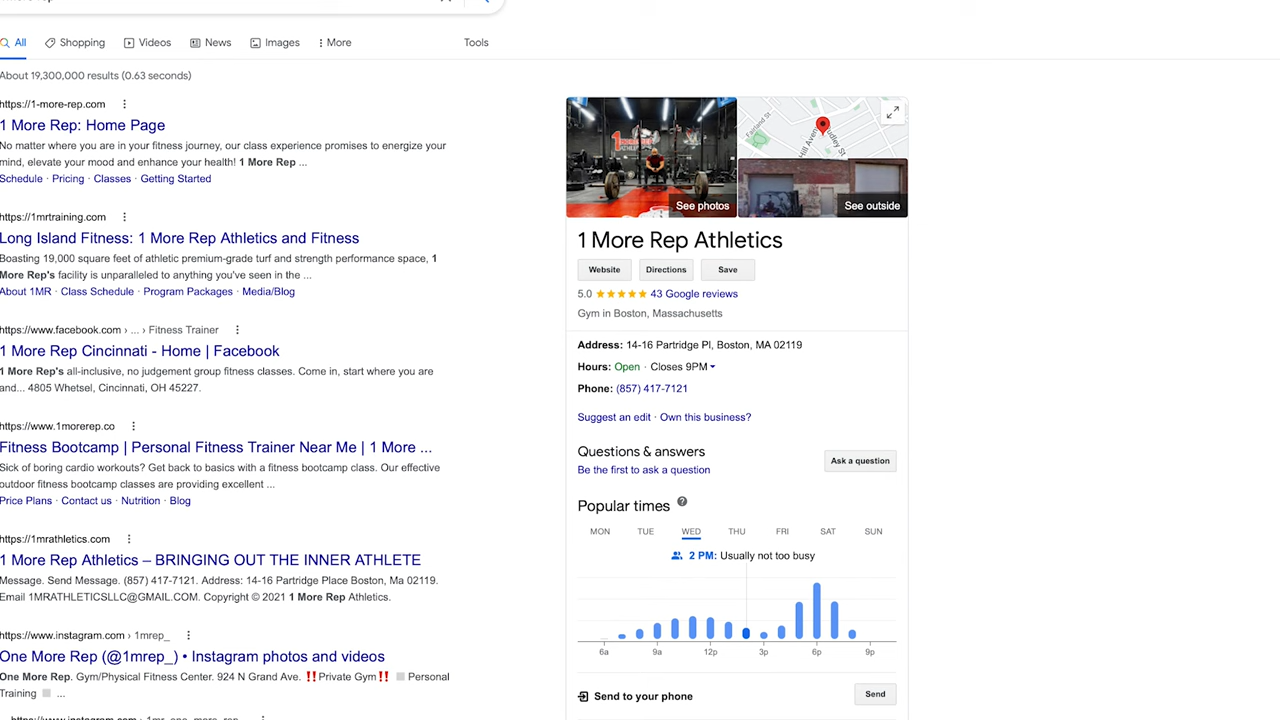 All
Shopping
Videos
News
Images
More
Tools
About 19,300,000 results (0.63 seconds)
https://1-more-rep.com
1 More Rep: Home Page
No matter where you are in your fitness journey, our class experience promises to energize your
mind, elevate your mood and enhance your health! 1 More Rep ...
Schedule · Pricing · Classes · Getting Started
https://1mrtraining.com
Long Island Fitness: 1 More Rep Athletics and Fitness
Boasting 19,000 square feet of athletic premium-grade turf and strength performance space, 1
More Rep's facility is unparalleled to anything you've seen in the ...
About 1MR · Class Schedule · Program Packages · Media/Blog
https://www.facebook.com › ... › Fitness Trainer
1 More Rep Cincinnati - Home | Facebook
1 More Rep's all-inclusive, no judgement group fitness classes. Come in, start where you are
and... 4805 Whetsel, Cincinnati, OH 45227.
https://www.1morerep.co
Fitness Bootcamp | Personal Fitness Trainer Near Me | 1 More ...
Sick of boring cardio workouts? Get back to basics with a fitness bootcamp class. Our effective
outdoor fitness bootcamp classes are providing excellent ...
Price Plans · Contact us · Nutrition · Blog
https://1mrathletics.com
1 More Rep Athletics – BRINGING OUT THE INNER ATHLETE
Message. Send Message. (857) 417-7121. Address: 14-16 Partridge Place Boston, Ma 02119.
Email 1MRATHLETICSLLC@GMAIL.COM. Copyright © 2021 1 More Rep Athletics.
https://www.instagram.com › 1mrep_
One More Rep (@1mrep_) • Instagram photos and videos
One More Rep. Gym/Physical Fitness Center. 924 N Grand Ave. ‼️Private Gym‼️ Personal
Training ...
Fairland St
Hill Ave
Dudley St
See photos
See outside
1 More Rep Athletics
Website
Directions
Save
5.0 ★★★★★ 43 Google reviews
Gym in Boston, Massachusetts
Address: 14-16 Partridge Pl, Boston, MA 02119
Hours: Open · Closes 9PM
Phone: (857) 417-7121
Suggest an edit · Own this business?
Questions & answers
Be the first to ask a question
Ask a question
Popular times
MON TUE WED THU FRI SAT SUN
2 PM: Usually not too busy
6a 9a 12p 3p 6p 9p
Send to your phone
Send